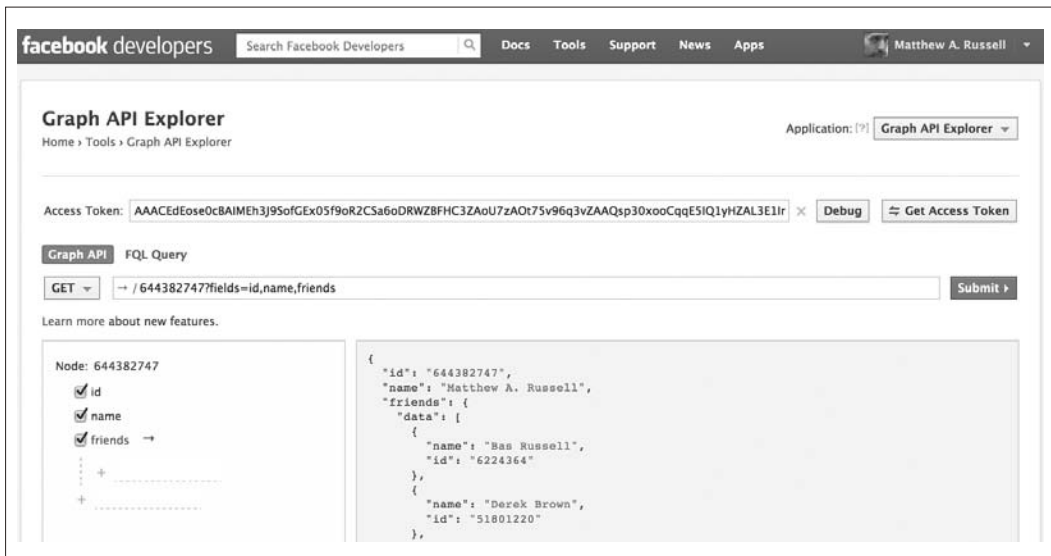 facebook developers Search Facebook Developers Docs Tools Support News Apps Matthew A. Russell
Graph API Explorer
Home › Tools › Graph API Explorer
Application: [?] Graph API Explorer
Access Token: AAACEdEose0cBAIMEh3J9SofGEx05f9oR2CSa6oDRWZBFHC3ZAoU7zAOt75v96q3vZAAQsp30xooCqqE5IQ1yHZAL3E1Ir × Debug Get Access Token
Graph API FQL Query
GET → / 644382747?fields=id,name,friends Submit
Learn more about new features.
Node: 644382747
id
name
friends →
+
+
{
"id": "644382747",
"name": "Matthew A. Russell",
"friends": {
"data": [
{
"name": "Bas Russell",
"id": "6224364"
},
{
"name": "Derek Brown",
"id": "51801220"
},